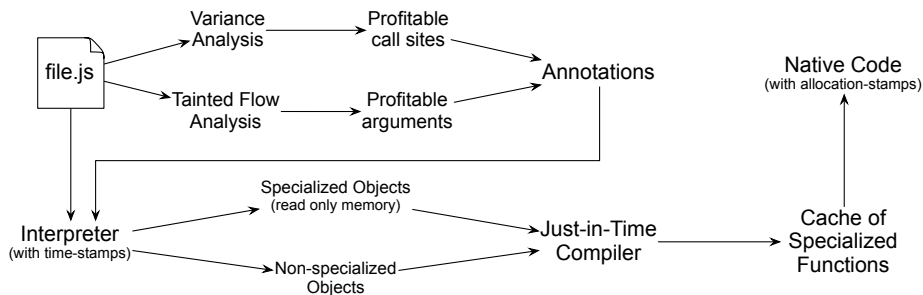 file.js
Variance
Analysis
Profitable
call sites
Tainted Flow
Analysis
Profitable
arguments
Annotations
Native Code
(with allocation-stamps)
Interpreter
(with time-stamps)
Specialized Objects
(read only memory)
Non-specialized
Objects
Just-in-Time
Compiler
Cache of
Specialized
Functions